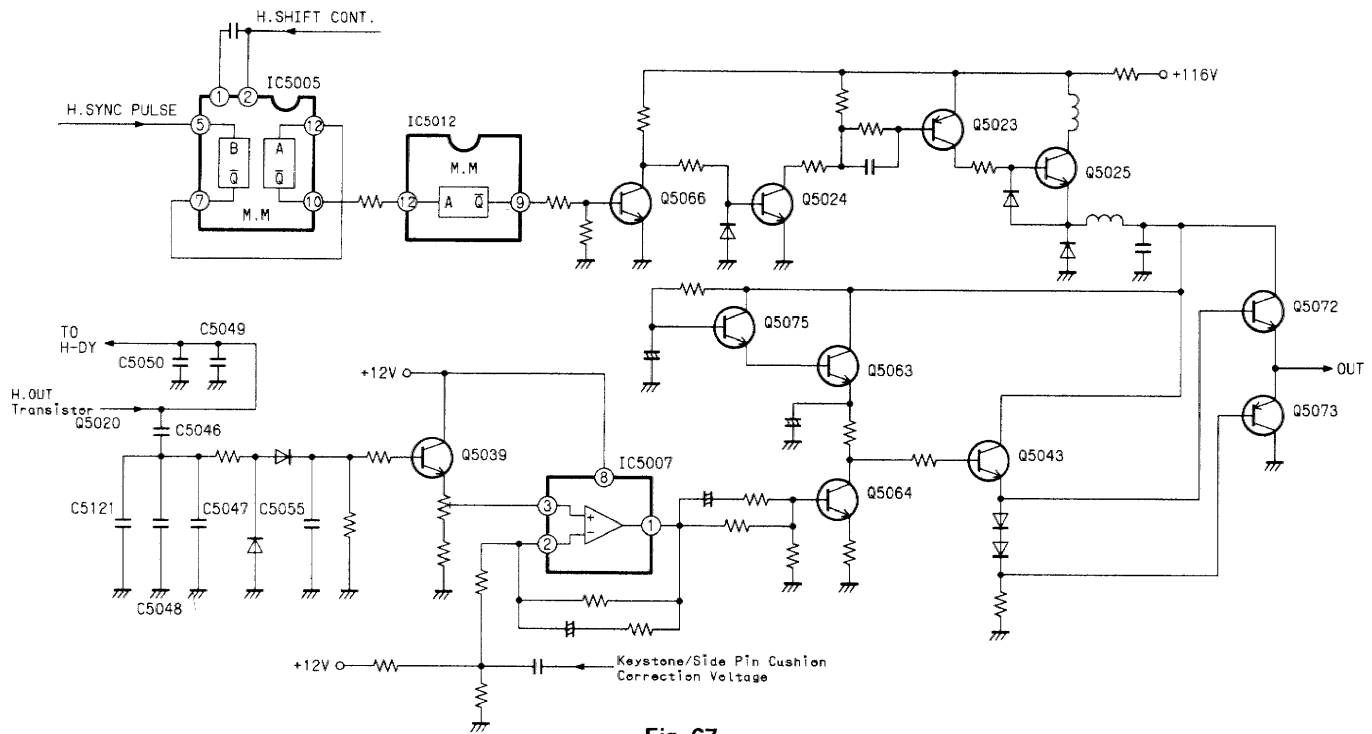 H.SHIFT CONT.
IC5005
1
2
H.SYNC PULSE
5
12
B
A
Q̅
Q̅
7
10
M.M
IC5012
M.M
12
A
Q̅
9
+116V
Q5023
Q5025
Q5066
Q5024
Q5075
Q5063
Q5072
OUT
Q5073
TO
H-DY
C5049
C5050
H.OUT
Transistor
Q5020
C5046
+12V
Q5039
IC5007
8
3
+
−
2
1
Q5064
Q5043
C5121
C5047
C5055
C5048
+12V
Keystone/Side Pin Cushion
Correction Voltage